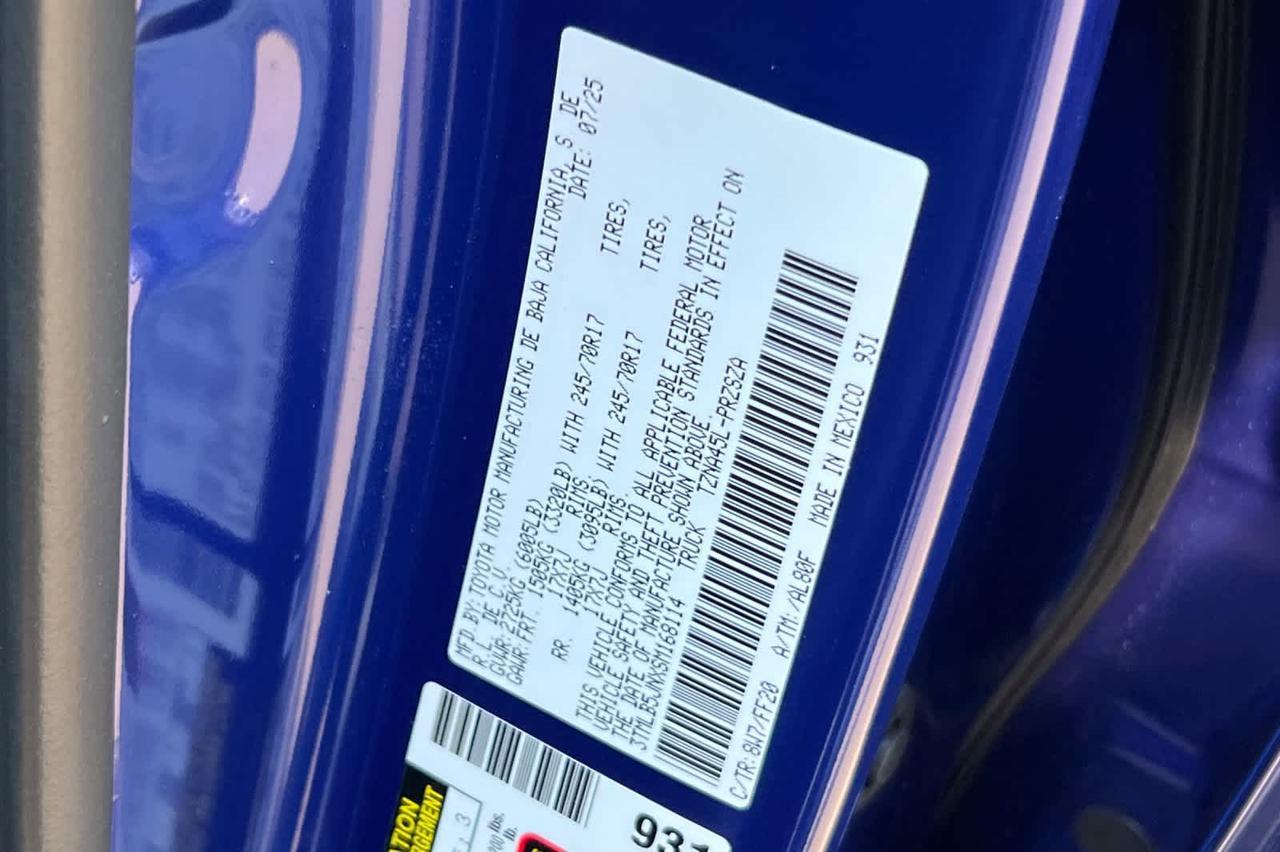 MFD.BY:TOYOTA MOTOR MANUFACTURING DE BAJA CALIFORNIA, S. DE
R.L. DE C.V. DATE: 07/25
GVWR:2725KG (6005LB)
GAWR:FRT. 1505KG (3320LB) WITH 245/70R17 TIRES,
17X7J RIMS.
RR. 1405KG (3095LB) WITH 245/70R17 TIRES,
17X7J RIMS.
THIS VEHICLE CONFORMS TO ALL APPLICABLE FEDERAL MOTOR
VEHICLE SAFETY AND THEFT PREVENTION STANDARDS IN EFFECT ON
THE DATE OF MANUFACTURE SHOWN ABOVE.
3TMLB5JNXSM168114 TRUCK TZNA45L-PRZSZA
C/TR:8W7/FF20 A/TM:/AL80F MADE IN MEXICO 931
931